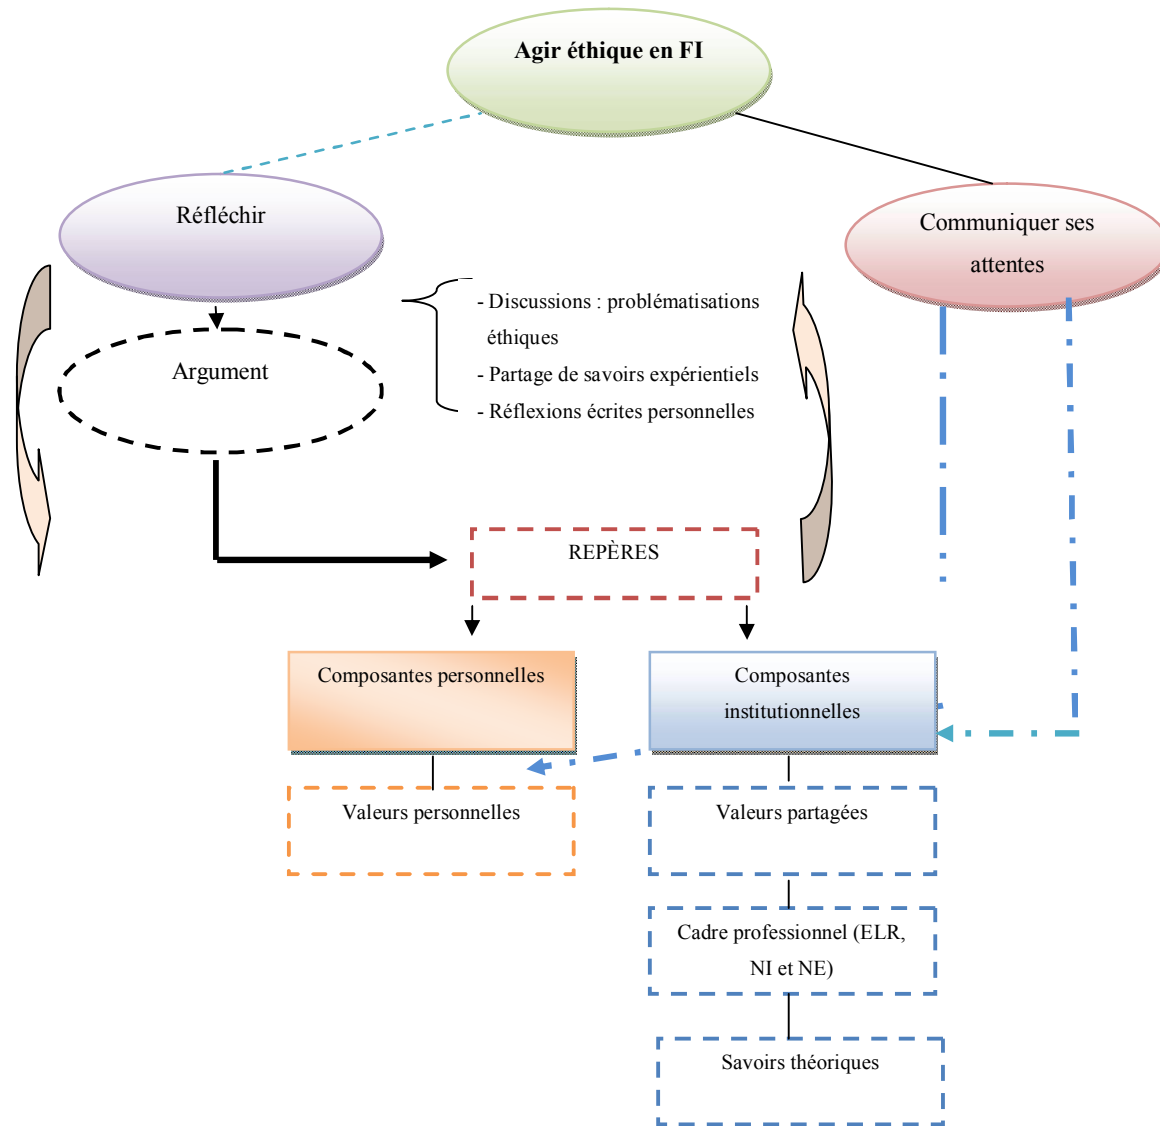 Agir éthique en FI
Réfléchir
Communiquer ses
attentes
- Discussions : problématisations
éthiques
- Partage de savoirs expérientiels
- Réflexions écrites personnelles
Argument
REPÈRES
Composantes personnelles
Composantes
institutionnelles
Valeurs personnelles
Valeurs partagées
Cadre professionnel (ELR,
NI et NE)
Savoirs théoriques